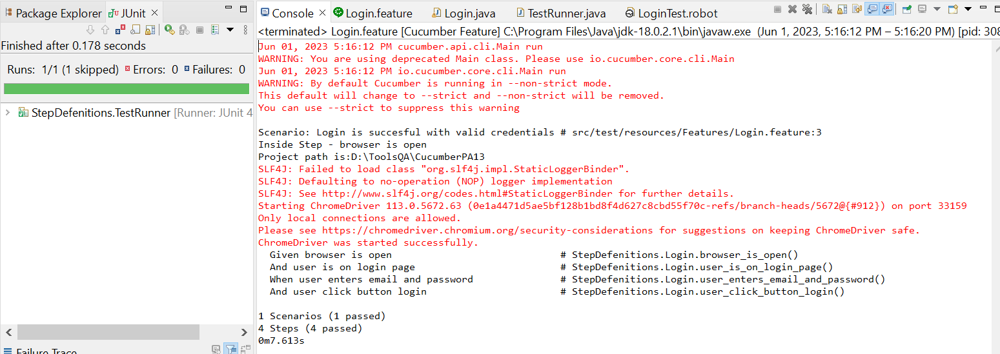 Package Explorer JUnit
Finished after 0.178 seconds
Runs: 1/1 (1 skipped) Errors: 0 Failures: 0
StepDefenitions.TestRunner [Runner: JUnit 4
Failure Trace
Console Login.feature Login.java TestRunner.java LoginTest.robot
<terminated> Login.feature [Cucumber Feature] C:\Program Files\Java\jdk-18.0.2.1\bin\javaw.exe (Jun 1, 2023, 5:16:12 PM – 5:16:20 PM) [pid: 308
Jun 01, 2023 5:16:12 PM cucumber.api.cli.Main run
WARNING: You are using deprecated Main class. Please use io.cucumber.core.cli.Main
Jun 01, 2023 5:16:12 PM io.cucumber.core.cli.Main run
WARNING: By default Cucumber is running in --non-strict mode.
This default will change to --strict and --non-strict will be removed.
You can use --strict to suppress this warning
Scenario: Login is succesful with valid credentials # src/test/resources/Features/Login.feature:3
Inside Step - browser is open
Project path is:D:\ToolsQA\CucumberPA13
SLF4J: Failed to load class "org.slf4j.impl.StaticLoggerBinder".
SLF4J: Defaulting to no-operation (NOP) logger implementation
SLF4J: See http://www.slf4j.org/codes.html#StaticLoggerBinder for further details.
Starting ChromeDriver 113.0.5672.63 (0e1a4471d5ae5bf128b1bd8f4d627c8cbd55f70c-refs/branch-heads/5672@{#912}) on port 33159
Only local connections are allowed.
Please see https://chromedriver.chromium.org/security-considerations for suggestions on keeping ChromeDriver safe.
ChromeDriver was started successfully.
Given browser is open # StepDefenitions.Login.browser_is_open()
And user is on login page # StepDefenitions.Login.user_is_on_login_page()
When user enters email and password # StepDefenitions.Login.user_enters_email_and_password()
And user click button login # StepDefenitions.Login.user_click_button_login()
1 Scenarios (1 passed)
4 Steps (4 passed)
0m7.613s